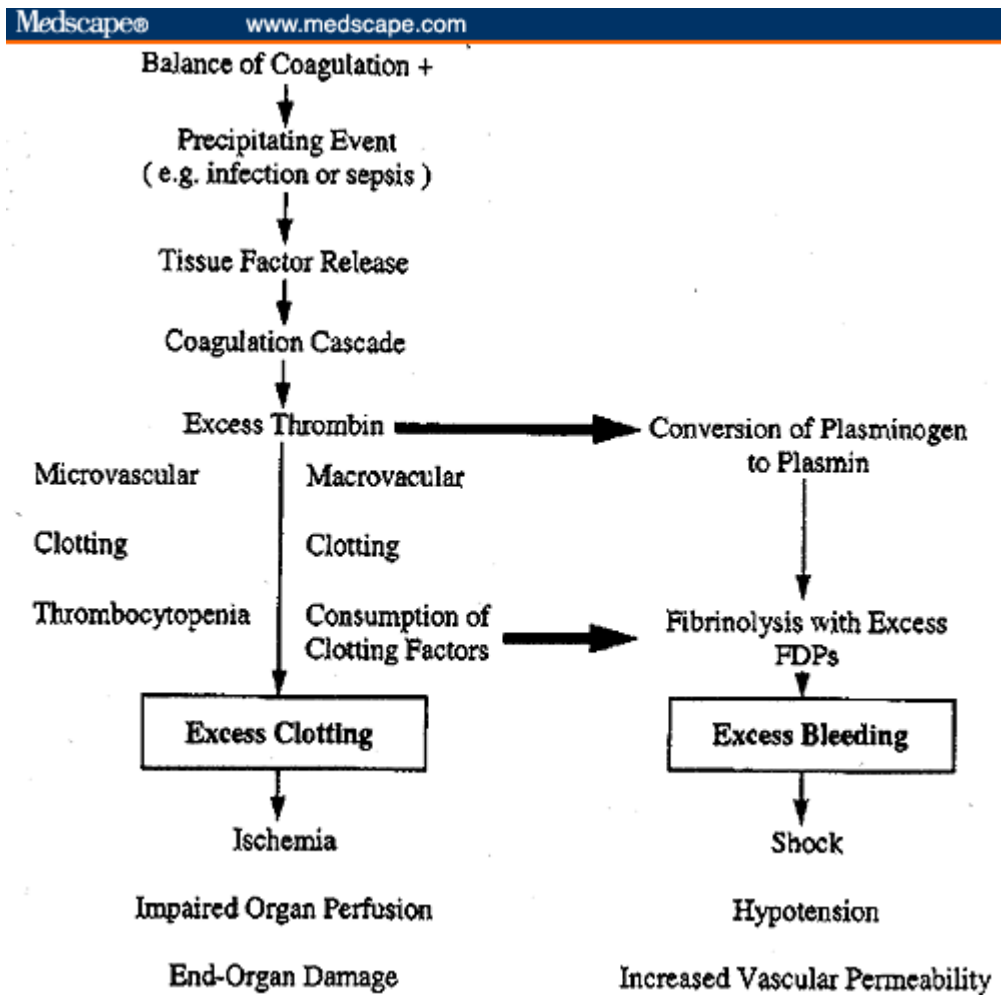 Medscape® www.medscape.com
Balance of Coagulation +
Precipitating Event
( e.g. infection or sepsis )
Tissue Factor Release
Coagulation Cascade
Excess Thrombin
Conversion of Plasminogen
to Plasmin
Microvascular
Macrovacular
Clotting
Clotting
Thrombocytopenia
Consumption of
Clotting Factors
Fibrinolysis with Excess
FDPs
Excess Clotting
Excess Bleeding
Ischemia
Shock
Impaired Organ Perfusion
Hypotension
End-Organ Damage
Increased Vascular Permeability